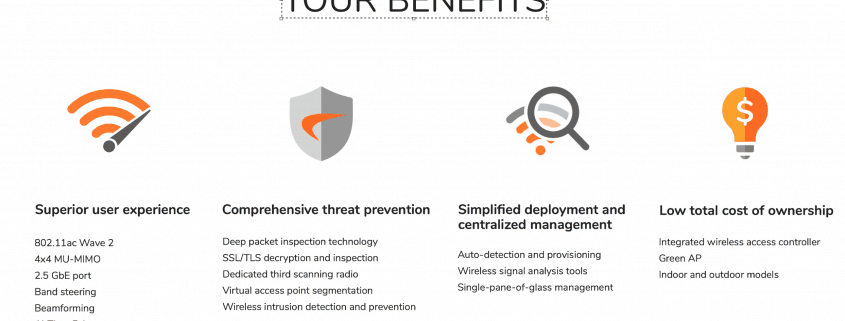 YOUR BENEFITS
$
Superior user experience
802.11ac Wave 2
4x4 MU-MIMO
2.5 GbE port
Band steering
Beamforming
Comprehensive threat prevention
Deep packet inspection technology
SSL/TLS decryption and inspection
Dedicated third scanning radio
Virtual access point segmentation
Wireless intrusion detection and prevention
Simplified deployment and
centralized management
Auto-detection and provisioning
Wireless signal analysis tools
Single-pane-of-glass management
Low total cost of ownership
Integrated wireless access controller
Green AP
Indoor and outdoor models